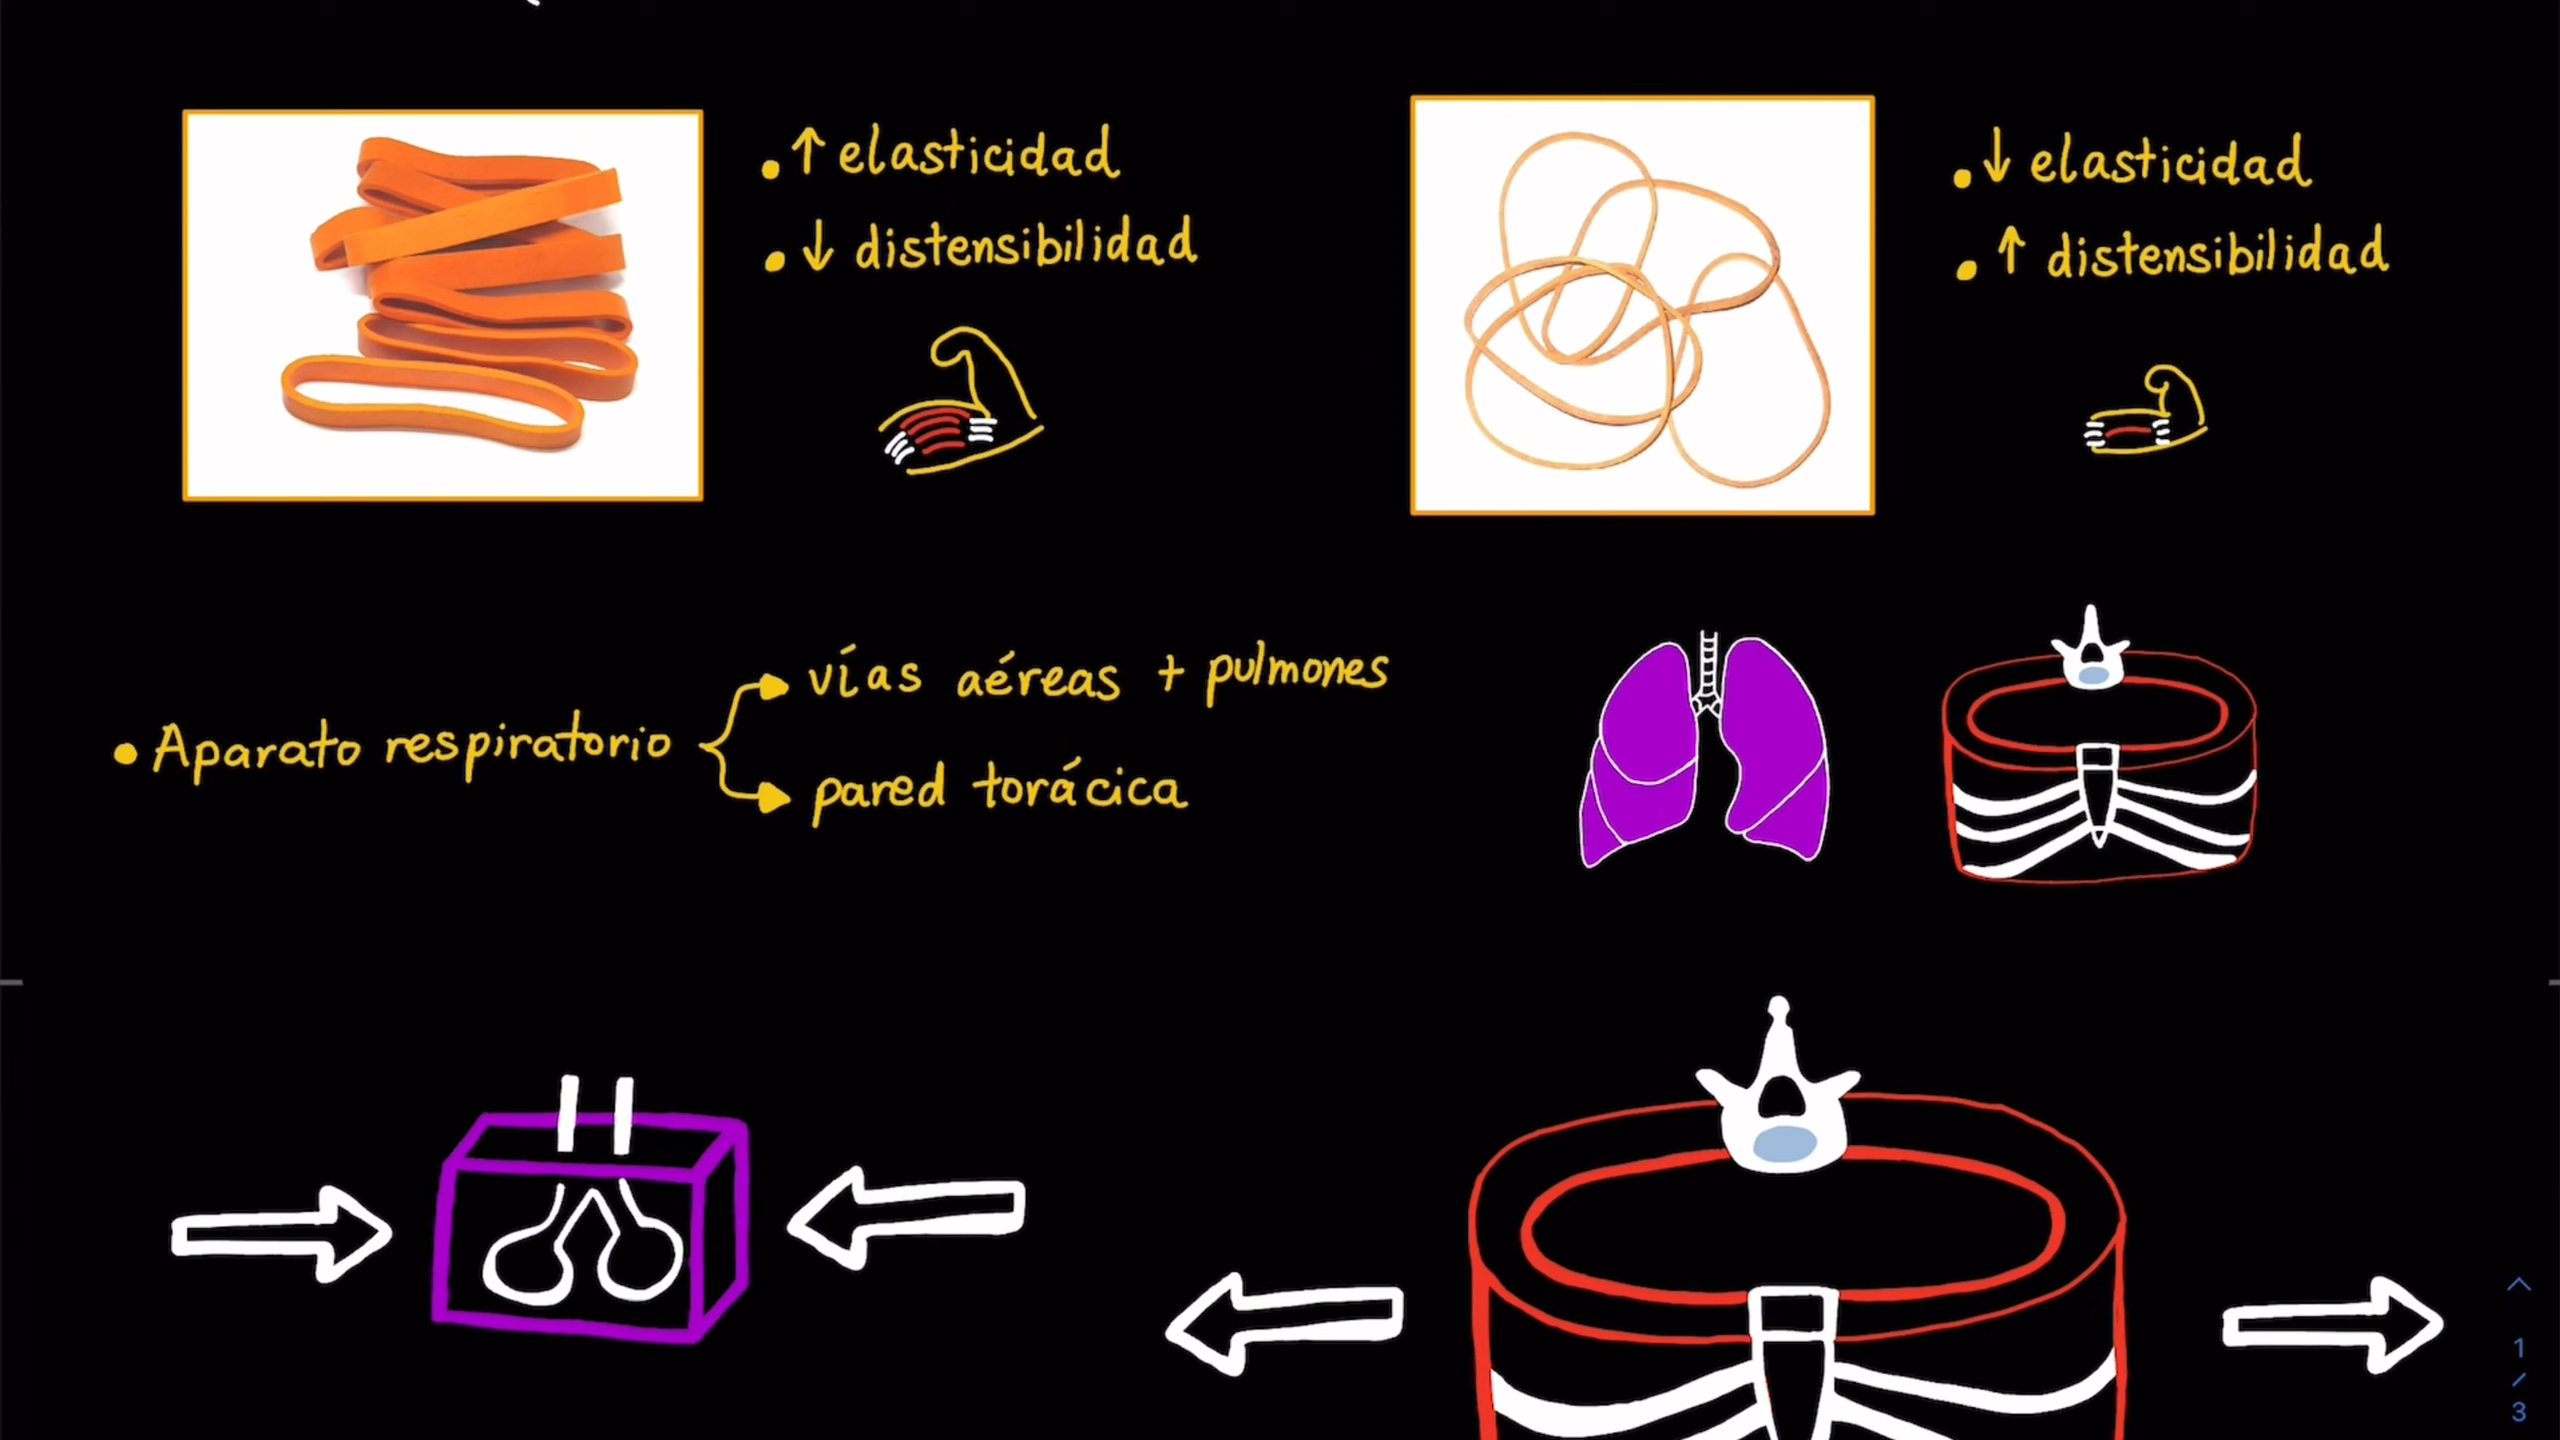 • ↑ elasticidad
• ↓ distensibilidad
• ↓ elasticidad
• ↑ distensibilidad
• Aparato respiratorio
vías aéreas + pulmones
pared torácica
1
/
3